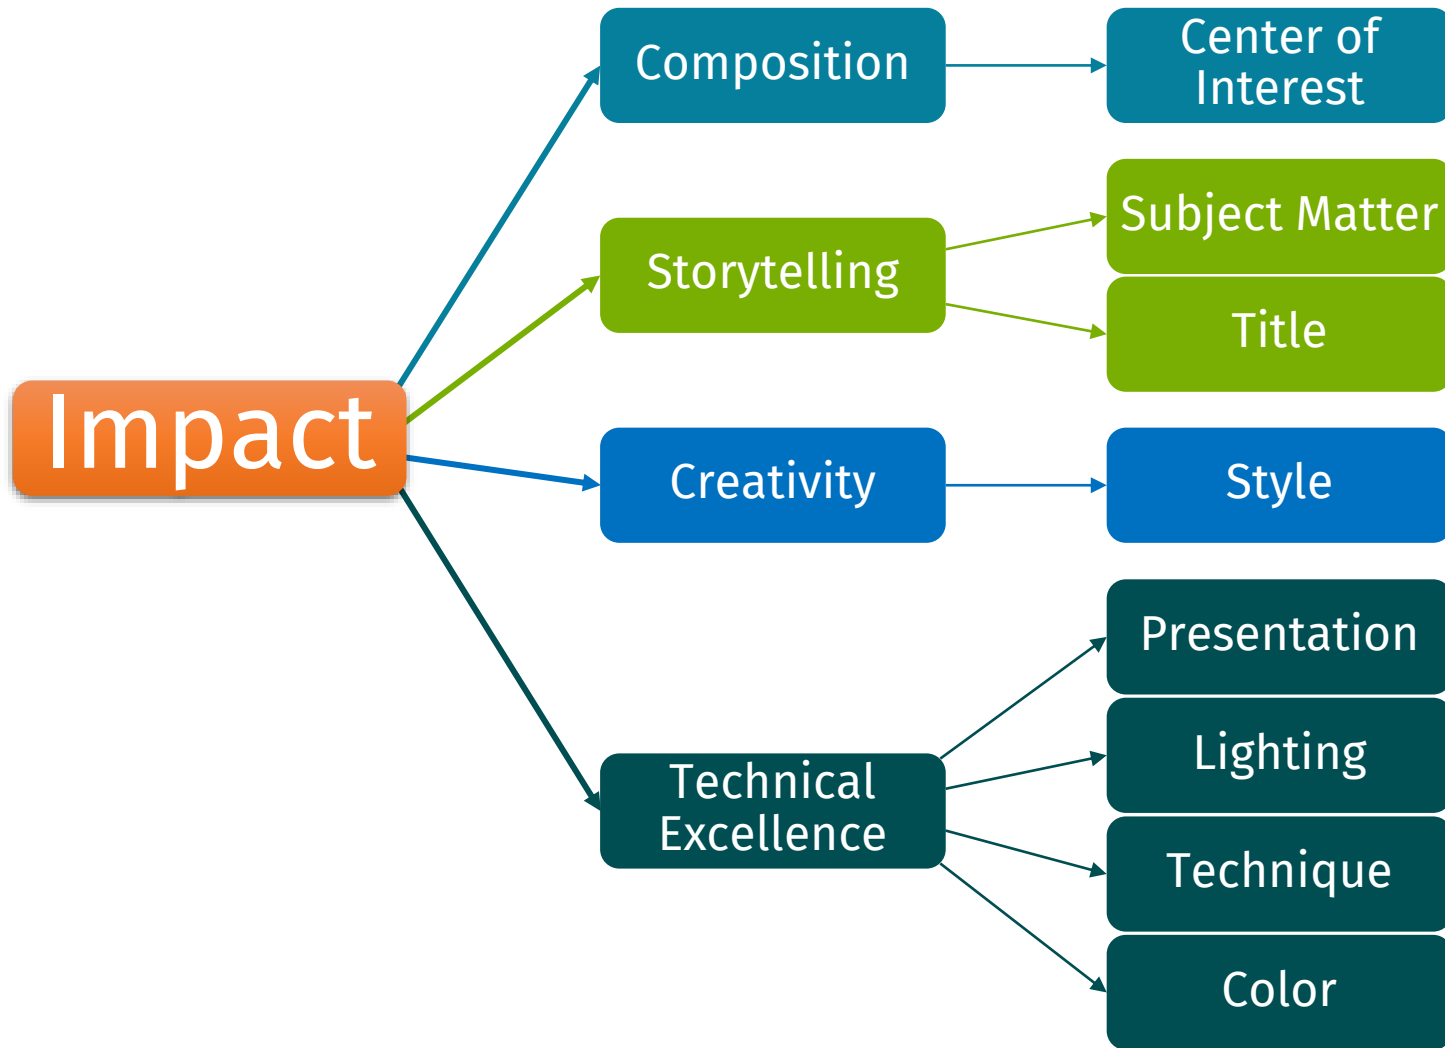 Impact
Composition
Center of
Interest
Storytelling
Subject Matter
Title
Creativity
Style
Technical
Excellence
Presentation
Lighting
Technique
Color